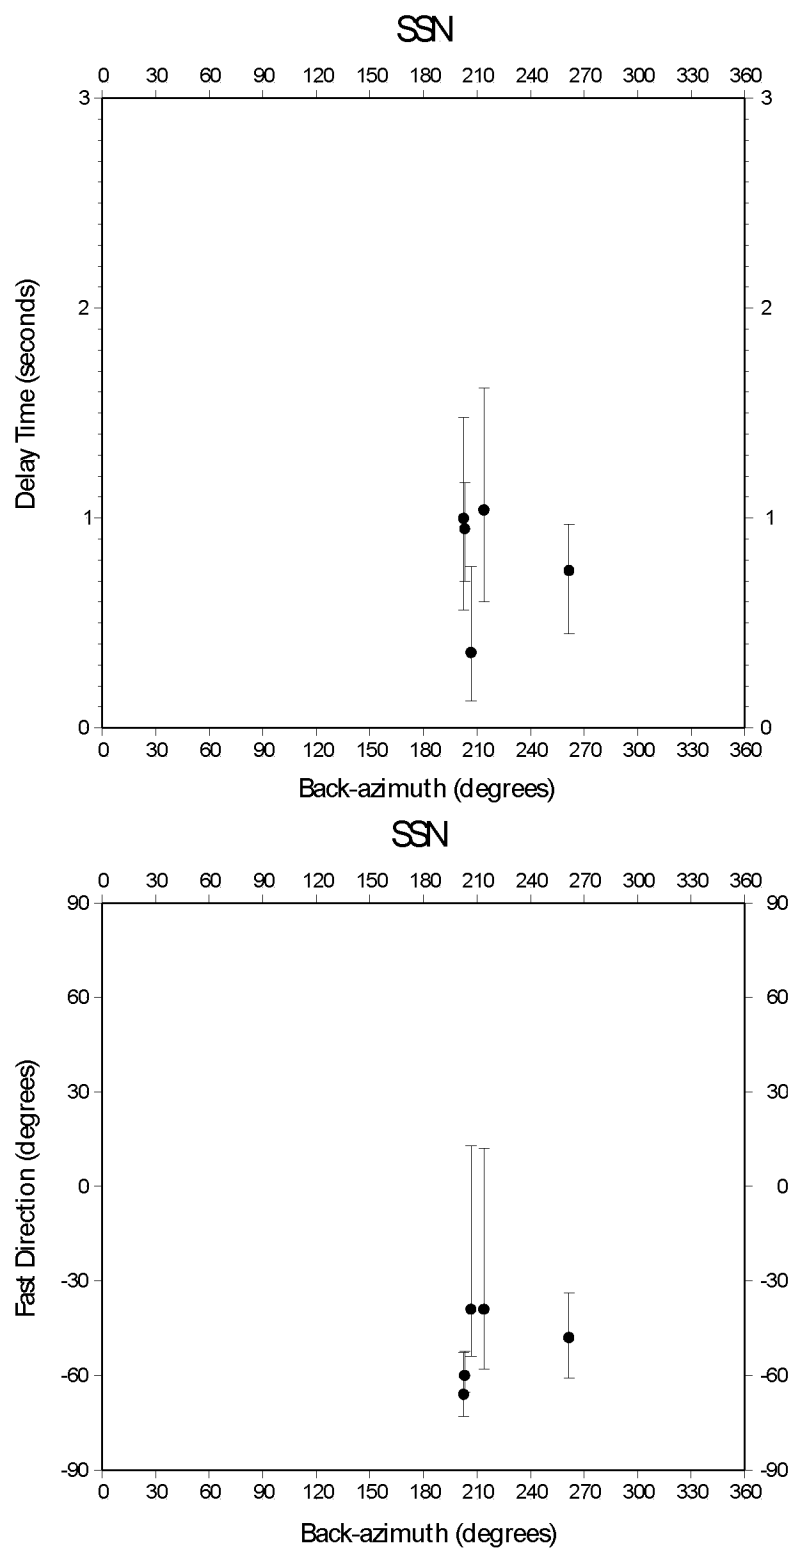 SSN
0 30 60 90 120 150 180 210 240 270 300 330 360
3 3
2 2
Delay Time (seconds)
1 1
0 0
0 30 60 90 120 150 180 210 240 270 300 330 360
Back-azimuth (degrees)
SSN
0 30 60 90 120 150 180 210 240 270 300 330 360
90 90
60 60
30 30
Fast Direction (degrees)
0 0
-30 -30
-60 -60
-90 -90
0 30 60 90 120 150 180 210 240 270 300 330 360
Back-azimuth (degrees)